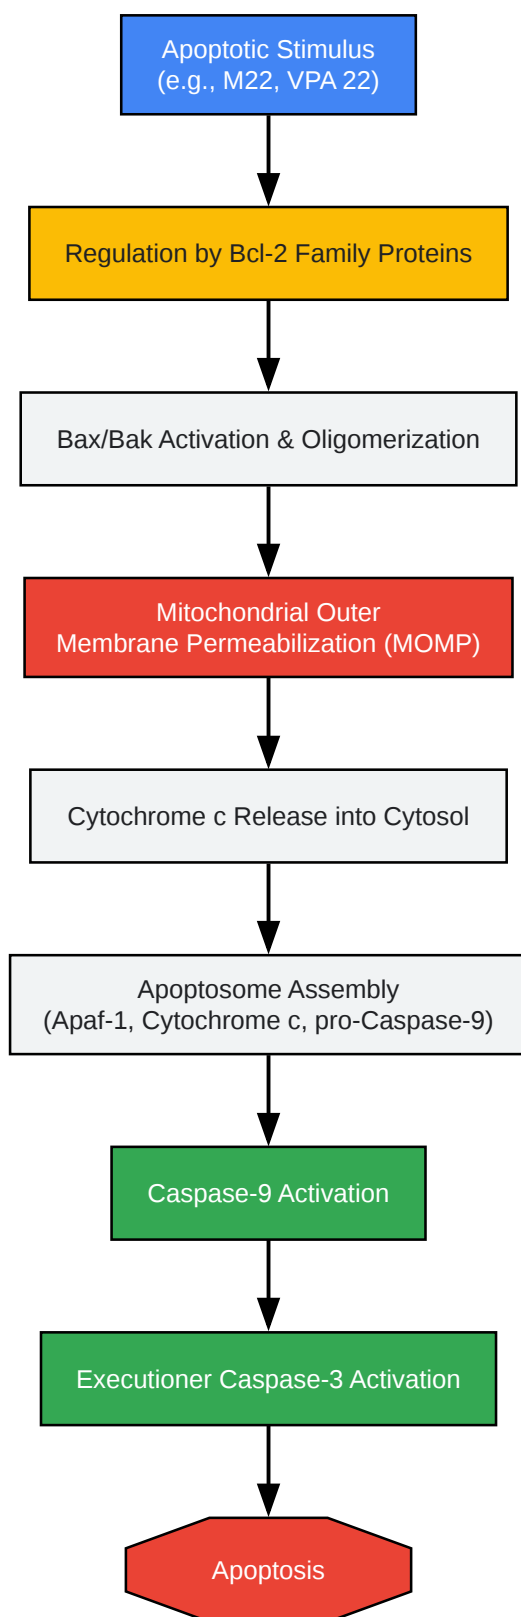 Apoptotic Stimulus
(e.g., M22, VPA 22)
Regulation by Bcl-2 Family Proteins
Bax/Bak Activation & Oligomerization
Mitochondrial Outer
Membrane Permeabilization (MOMP)
Cytochrome c Release into Cytosol
Apoptosome Assembly
(Apaf-1, Cytochrome c, pro-Caspase-9)
Caspase-9 Activation
Executioner Caspase-3 Activation
Apoptosis